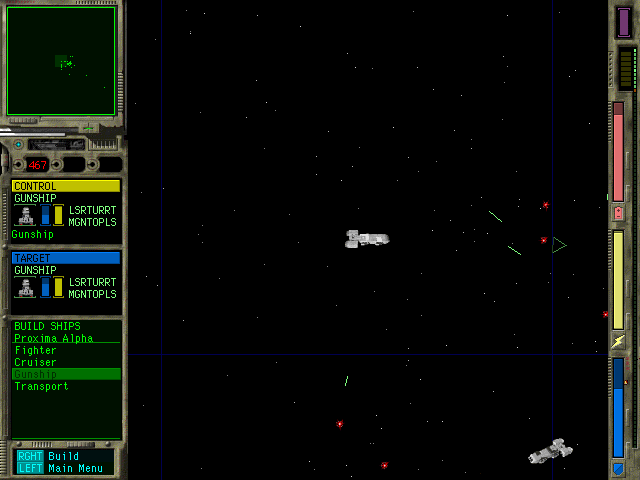 467
CONTROL
GUNSHIP
LSRTURRT
MGNTOPLS
Gunship
TARGET
GUNSHIP
LSRTURRT
MGNTOPLS
BUILD SHIPS
Proxima Alpha
Fighter
Cruiser
Gunship
Transport
RGHT Build
LEFT Main Menu